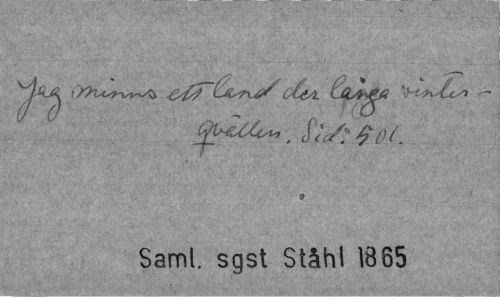 Jag minns ett land der långa vinter-
qvällen. Sid: 501.
Saml. sgst Ståhl 1865